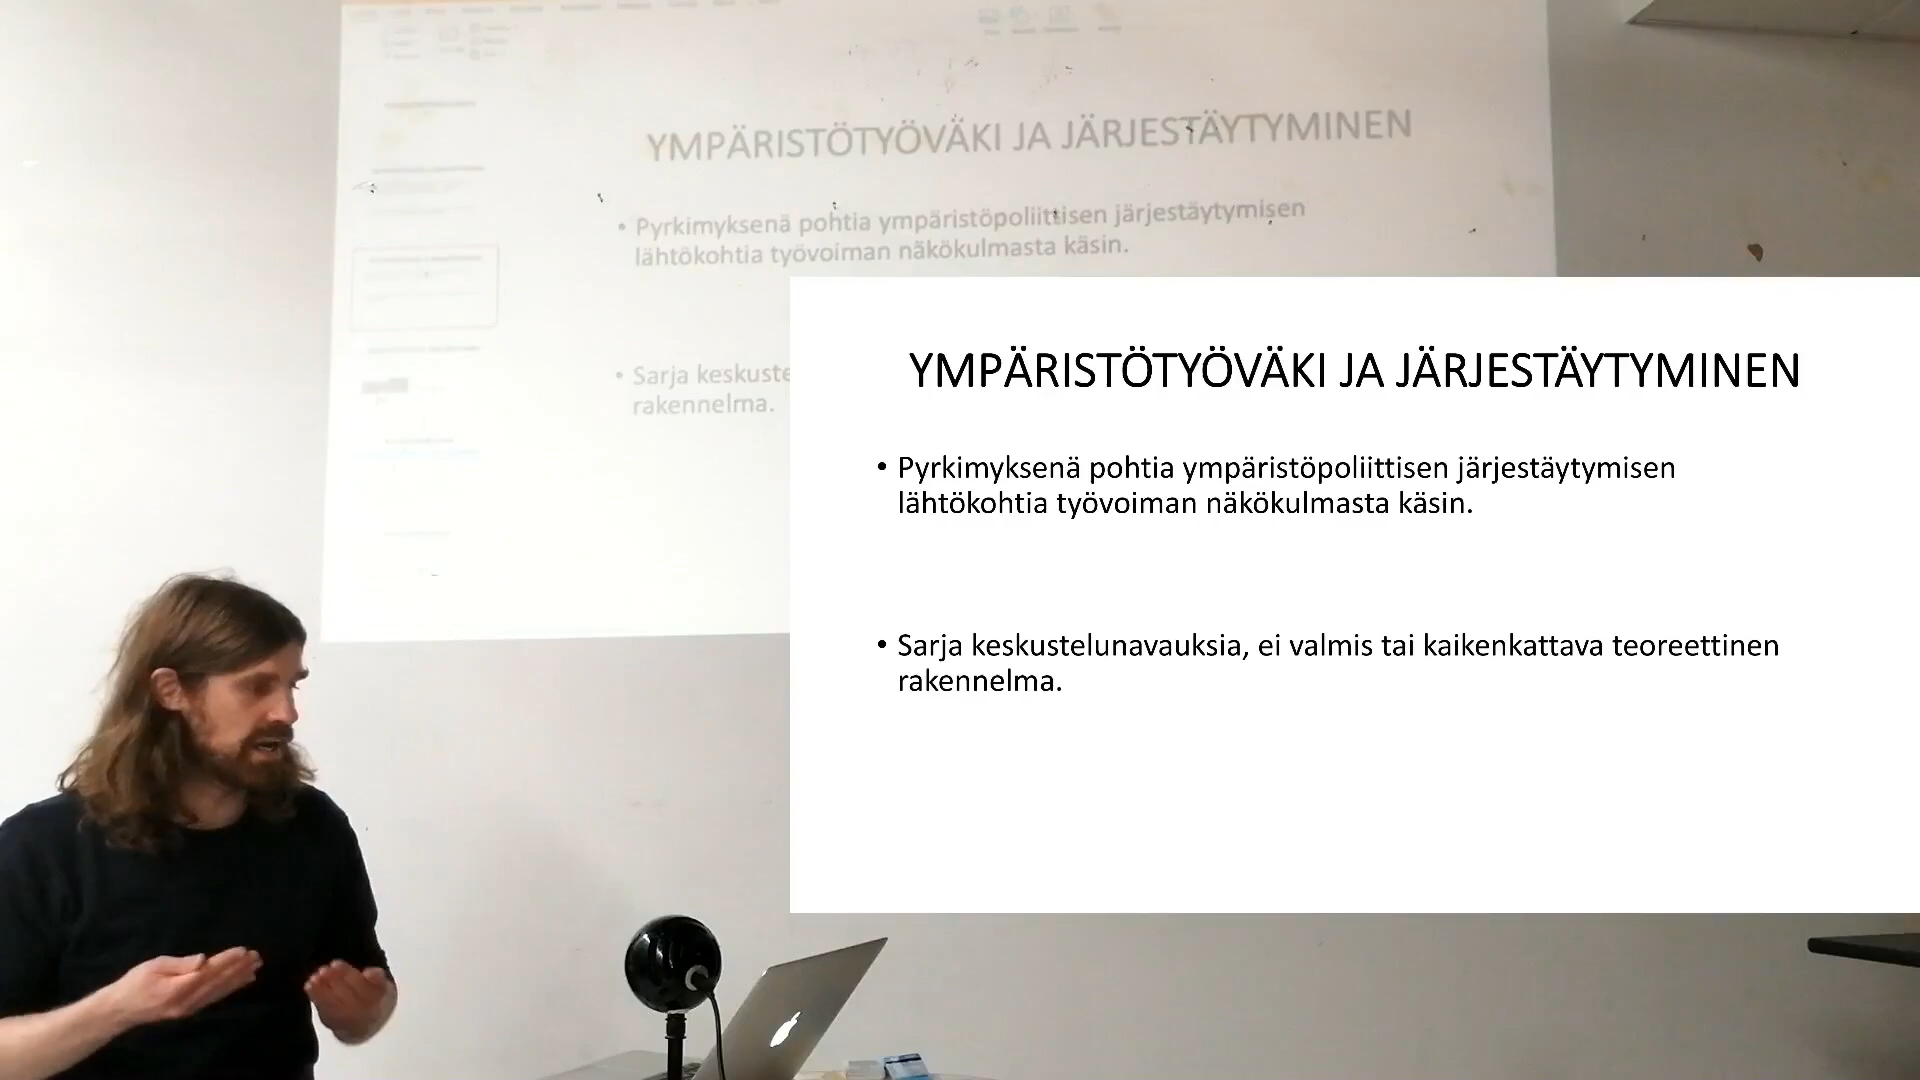 YMPÄRISTÖTYÖVÄKI JA JÄRJESTÄYTYMINEN
• Pyrkimyksenä pohtia ympäristöpoliittisen järjestäytymisen
lähtökohtia työvoiman näkökulmasta käsin.
• Sarja keskuste
rakennelma.
YMPÄRISTÖTYÖVÄKI JA JÄRJESTÄYTYMINEN
• Pyrkimyksenä pohtia ympäristöpoliittisen järjestäytymisen
lähtökohtia työvoiman näkökulmasta käsin.
• Sarja keskustelunavauksia, ei valmis tai kaikenkattava teoreettinen
rakennelma.